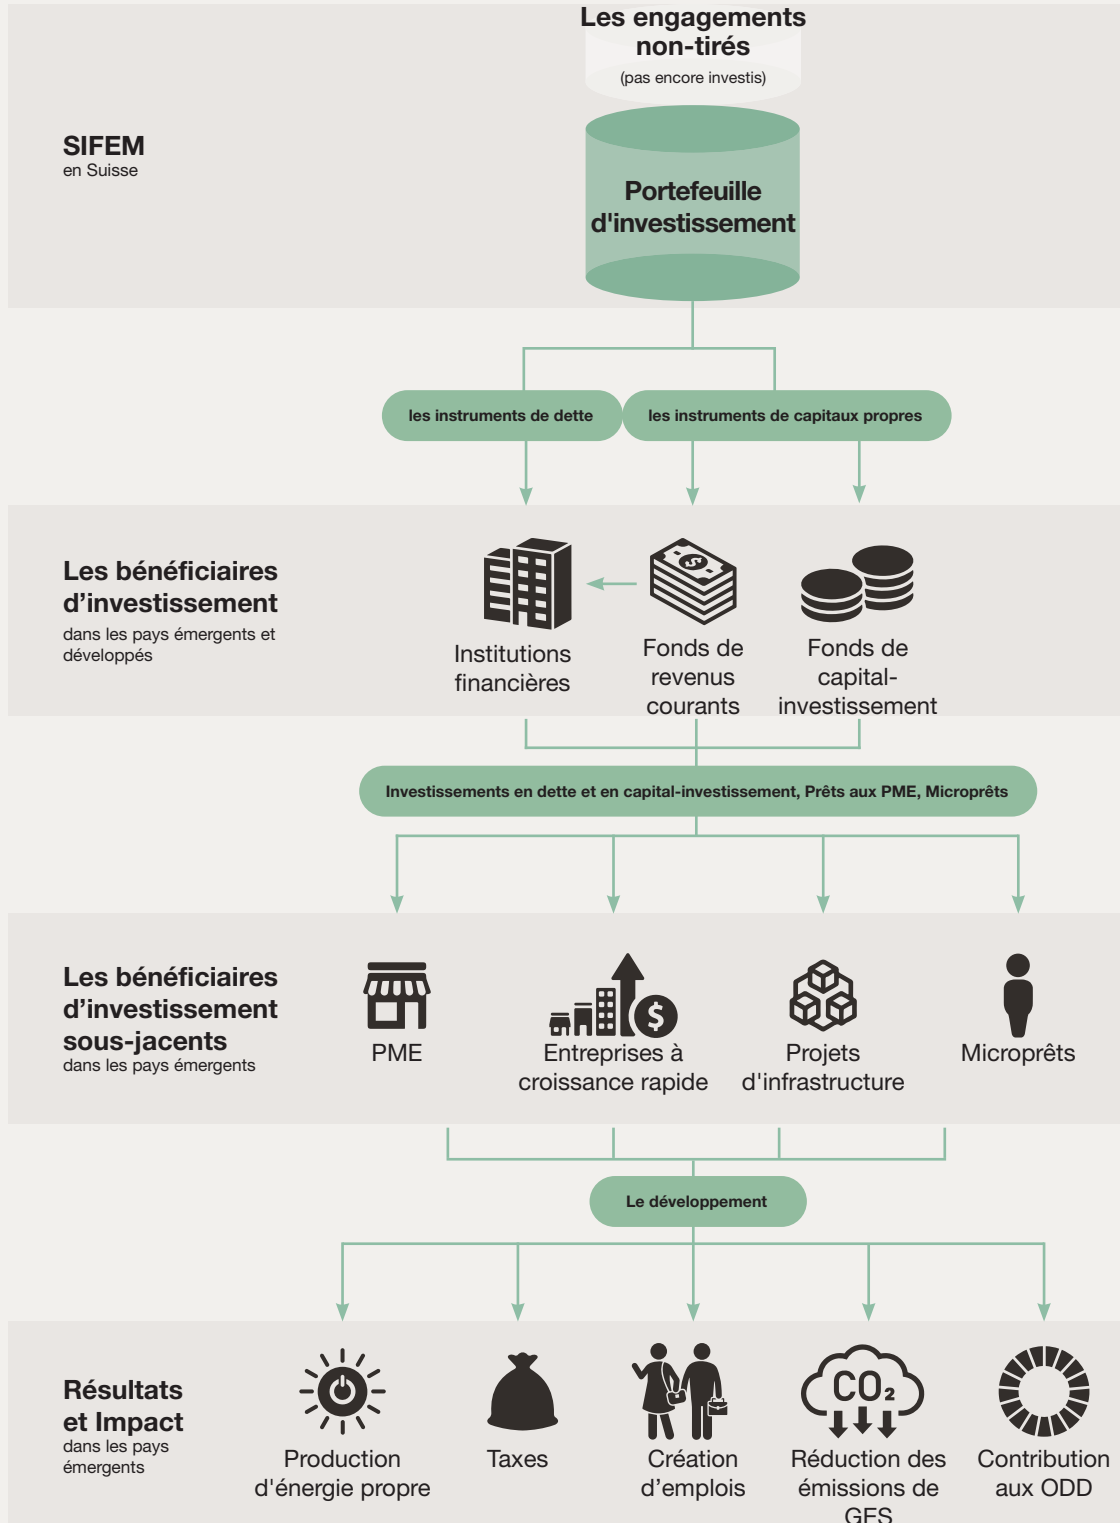 Les engagements
non-tirés
(pas encore investis)
SIFEM
en Suisse
Portefeuille
d'investissement
les instruments de dette
les instruments de capitaux propres
Les bénéficiaires
d’investissement
dans les pays émergents et
développés
Institutions
financières
Fonds de
revenus
courants
Fonds de
capital-
investissement
Investissements en dette et en capital-investissement, Prêts aux PME, Microprêts
Les bénéficiaires
d’investissement
sous-jacents
dans les pays émergents
PME
Entreprises à
croissance rapide
Projets
d'infrastructure
Microprêts
Le développement
Résultats
et Impact
dans les pays
émergents
Production
d'énergie propre
Taxes
Création
d’emplois
CO₂
Réduction des
émissions de
GES
Contribution
aux ODD